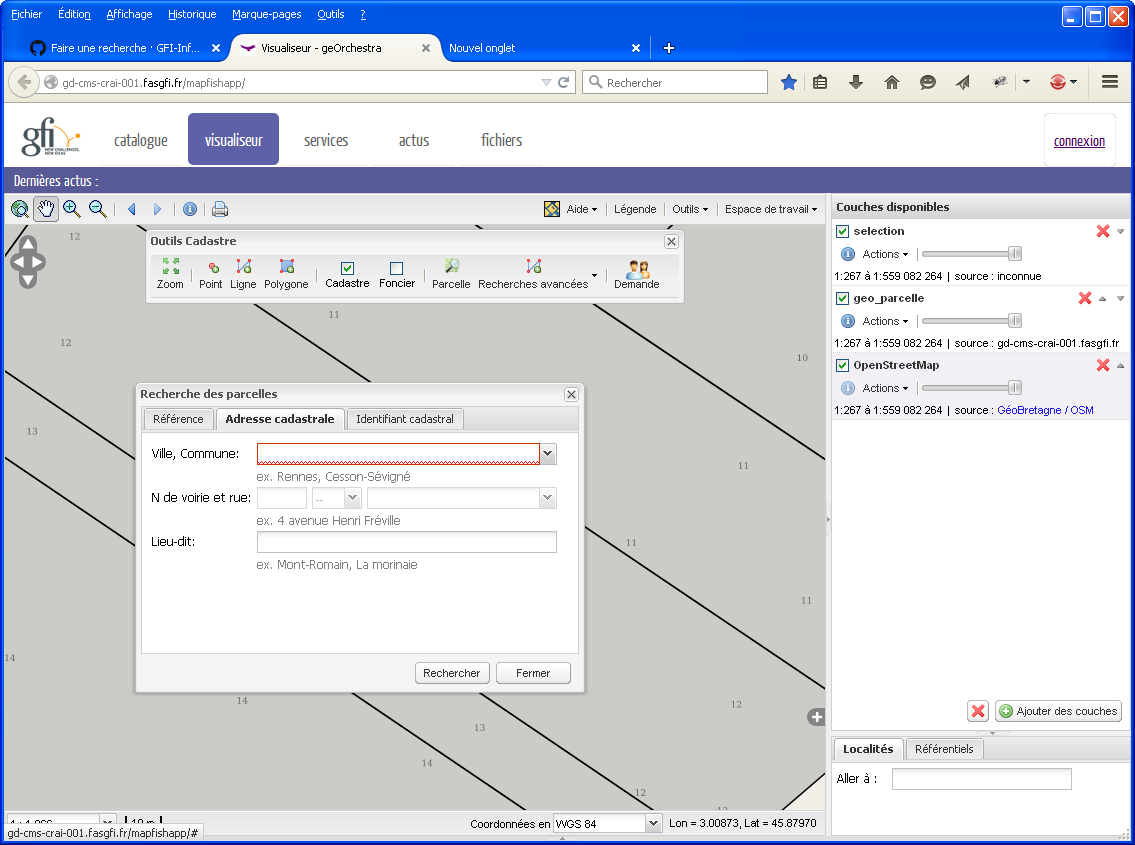 Fichier Édition Affichage Historique Marque-pages Outils ?
Faire une recherche · GFI-Inf... Visualiseur - geOrchestra Nouvel onglet
gd-cms-crai-001.fasgfi.fr/mapfishapp/ Rechercher
gfi NEW CHALLENGES, NEW IDEAS catalogue visualiseur services actus fichiers connexion
Dernières actus :
Aide Légende Outils Espace de travail
Outils Cadastre
Zoom Point Ligne Polygone Cadastre Foncier Parcelle Recherches avancées Demande
12
11
12
10
13
11
11
11
14
14
12
13
14
12
Recherche des parcelles
Référence Adresse cadastrale Identifiant cadastral
Ville, Commune:
ex. Rennes, Cesson-Sévigné
N de voirie et rue: --
ex. 4 avenue Henri Fréville
Lieu-dit:
ex. Mont-Romain, La morinaie
Rechercher Fermer
Couches disponibles
selection
Actions
1:267 à 1:559 082 264 | source : inconnue
geo_parcelle
Actions
1:267 à 1:559 082 264 | source : gd-cms-crai-001.fasgfi.fr
OpenStreetMap
Actions
1:267 à 1:559 082 264 | source : GéoBretagne / OSM
Ajouter des couches
Localités Référentiels
Aller à :
10 m
Coordonnées en WGS 84 Lon = 3.00873, Lat = 45.87970
gd-cms-crai-001.fasgfi.fr/mapfishapp/#